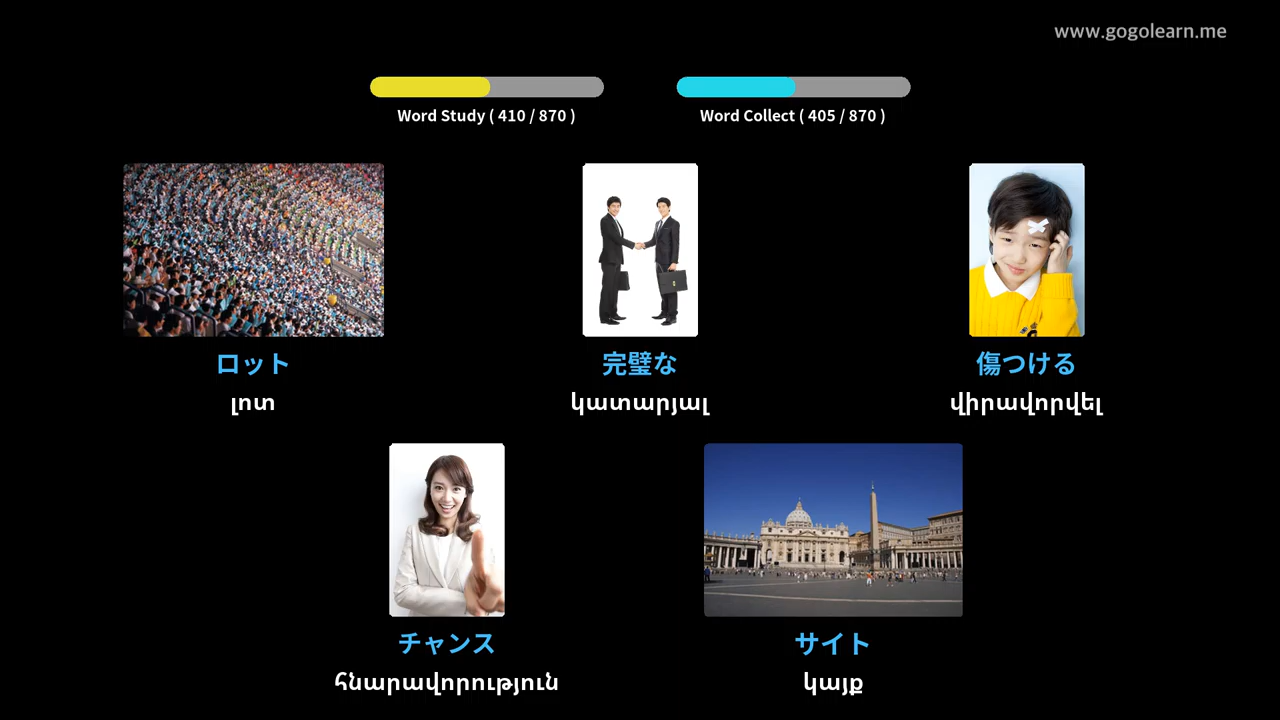 www.gogolearn.me
Word Study ( 410 / 870 )
Word Collect ( 405 / 870 )
ロット
լոտ
完璧な
կատարյալ
傷つける
վիրավորվել
チャンス
հնարավորություն
サイト
կայք